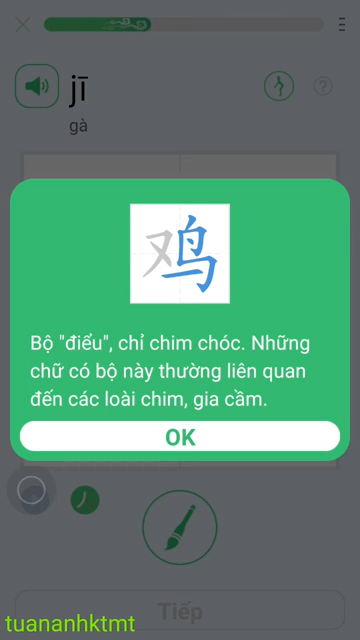 jī
gà
鸡
Bộ "điểu", chỉ chim chóc. Những
chữ có bộ này thường liên quan
đến các loài chim, gia cầm.
OK
Tiếp
tuananhktmt